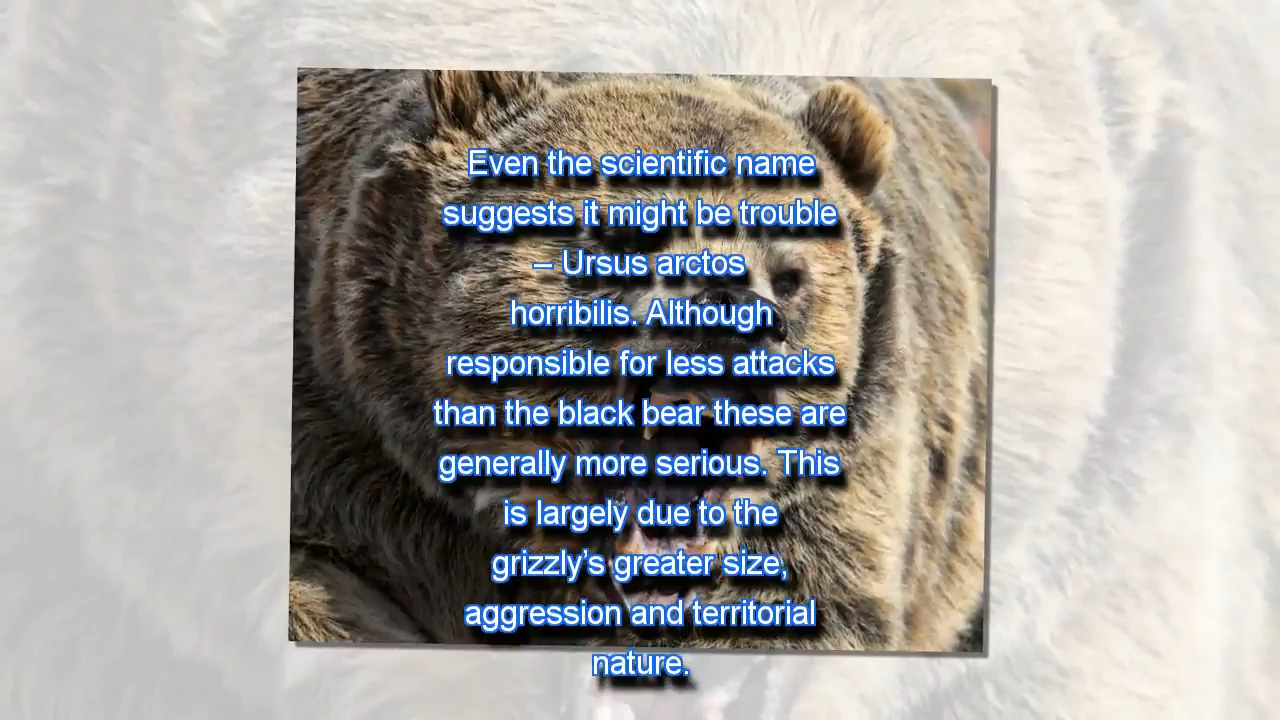 Even the scientific name
suggests it might be trouble
– Ursus arctos
horribilis. Although
responsible for less attacks
than the black bear these are
generally more serious. This
is largely due to the
grizzly’s greater size,
aggression and territorial
nature.